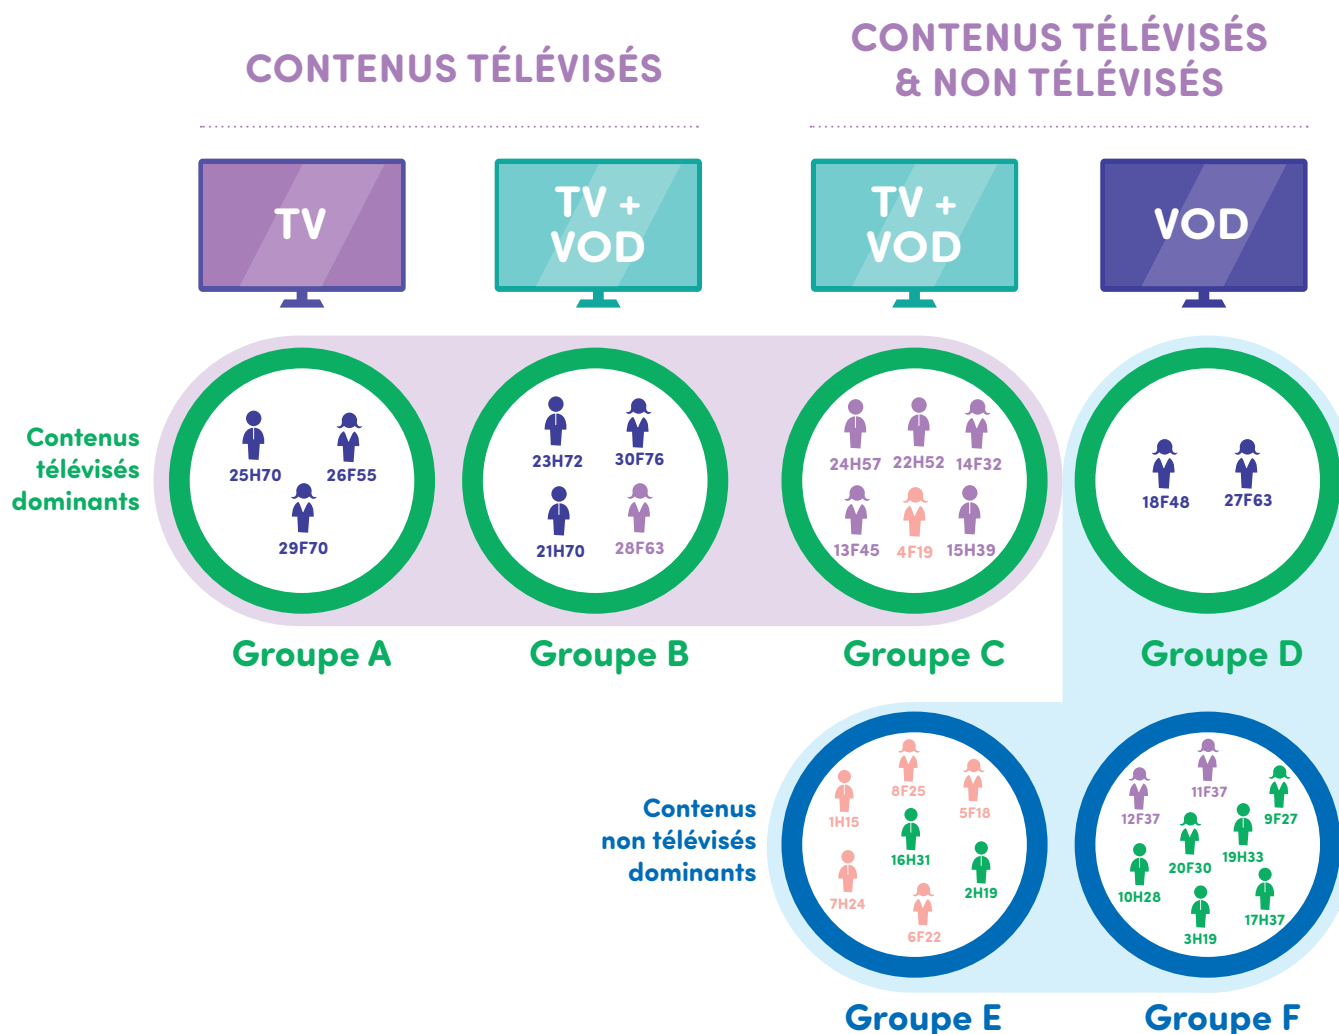 CONTENUS TÉLÉVISÉS
CONTENUS TÉLÉVISÉS
& NON TÉLÉVISÉS
TV
TV +
VOD
TV +
VOD
VOD
Contenus
télévisés
dominants
25H70
26F55
29F70
23H72
30F76
21H70
28F63
24H57
22H52
14F32
13F45
4F19
15H39
18F48
27F63
Groupe A
Groupe B
Groupe C
Groupe D
Contenus
non télévisés
dominants
8F25
1H15
5F18
16H31
2H19
7H24
6F22
11F37
12F37
9F27
19H33
20F30
10H28
17H37
3H19
Groupe E
Groupe F